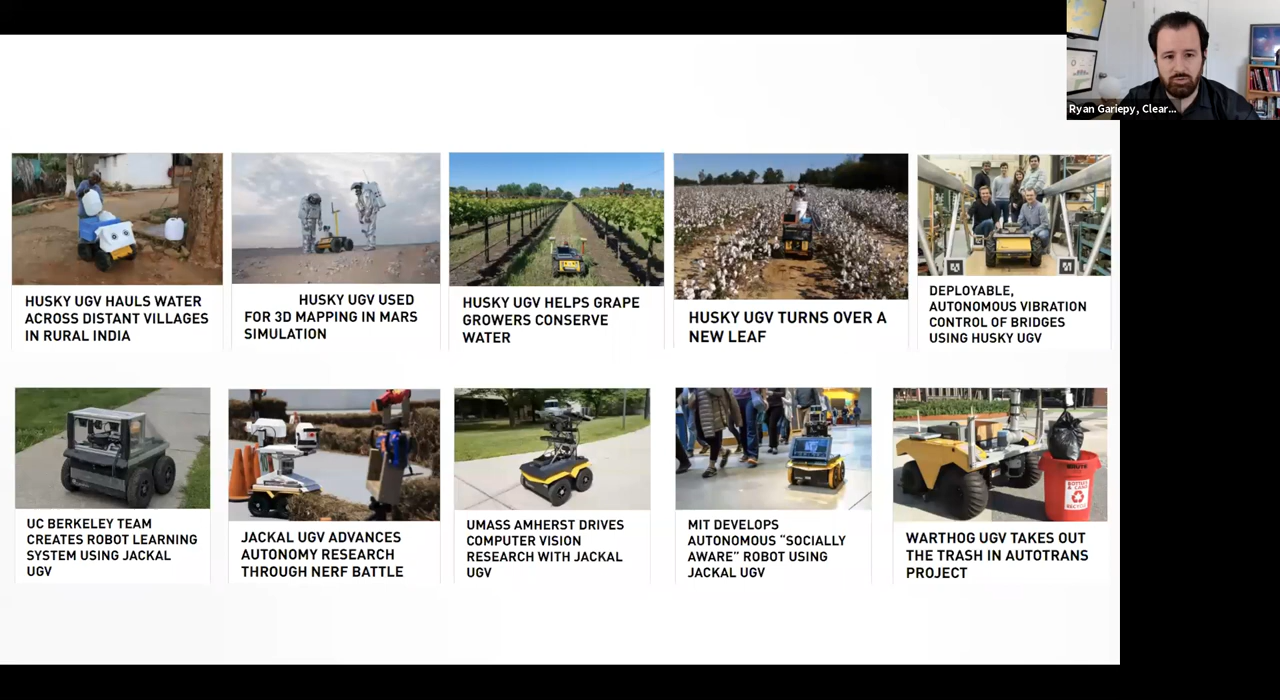 Ryan Gariepy, Clear...
HUSKY UGV HAULS WATER
ACROSS DISTANT VILLAGES
IN RURAL INDIA
HUSKY UGV USED
FOR 3D MAPPING IN MARS
SIMULATION
HUSKY UGV HELPS GRAPE
GROWERS CONSERVE
WATER
HUSKY UGV TURNS OVER A
NEW LEAF
DEPLOYABLE,
AUTONOMOUS VIBRATION
CONTROL OF BRIDGES
USING HUSKY UGV
UC BERKELEY TEAM
CREATES ROBOT LEARNING
SYSTEM USING JACKAL
UGV
JACKAL UGV ADVANCES
AUTONOMY RESEARCH
THROUGH NERF BATTLE
UMASS AMHERST DRIVES
COMPUTER VISION
RESEARCH WITH JACKAL
UGV
MIT DEVELOPS
AUTONOMOUS "SOCIALLY
AWARE" ROBOT USING
JACKAL UGV
BOTTLES
& CANS
WARTHOG UGV TAKES OUT
THE TRASH IN AUTOTRANS
PROJECT